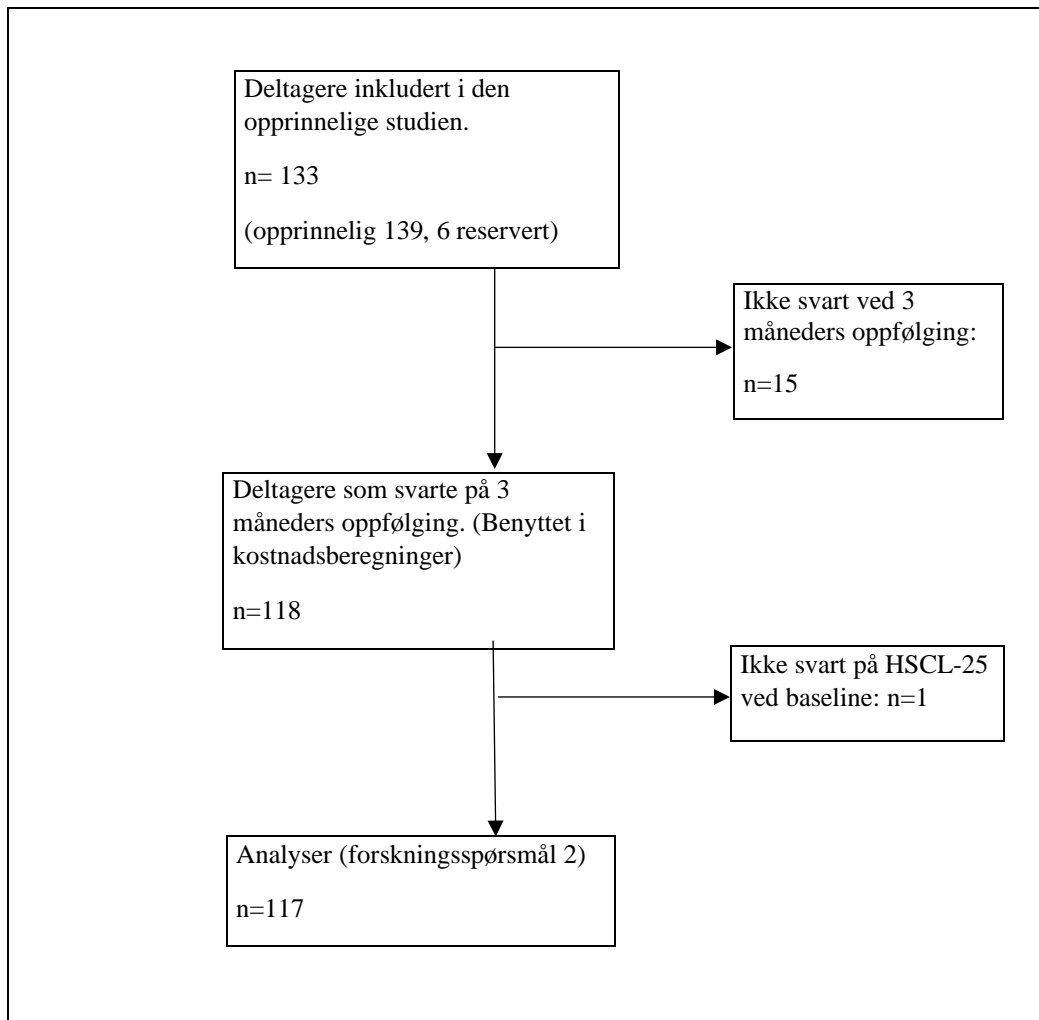 Deltagere inkludert i den
opprinnelige studien.
n= 133
(opprinnelig 139, 6 reservert)
Ikke svart ved 3
måneders oppfølging:
n=15
Deltagere som svarte på 3
måneders oppfølging. (Benyttet i
kostnadsberegninger)
n=118
Ikke svart på HSCL-25
ved baseline: n=1
Analyser (forskningsspørsmål 2)
n=117